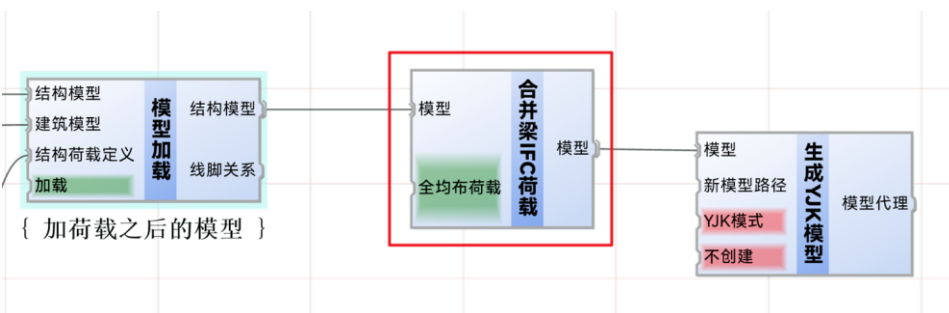 结构模型
建筑模型
结构荷载定义
加载
模型加载
结构模型
线脚关系
{ 加荷载之后的模型 }
模型
全均布荷载
合并梁IFC荷载
模型
模型
新模型路径
YJK模式
不创建
生成YJK模型
模型代理